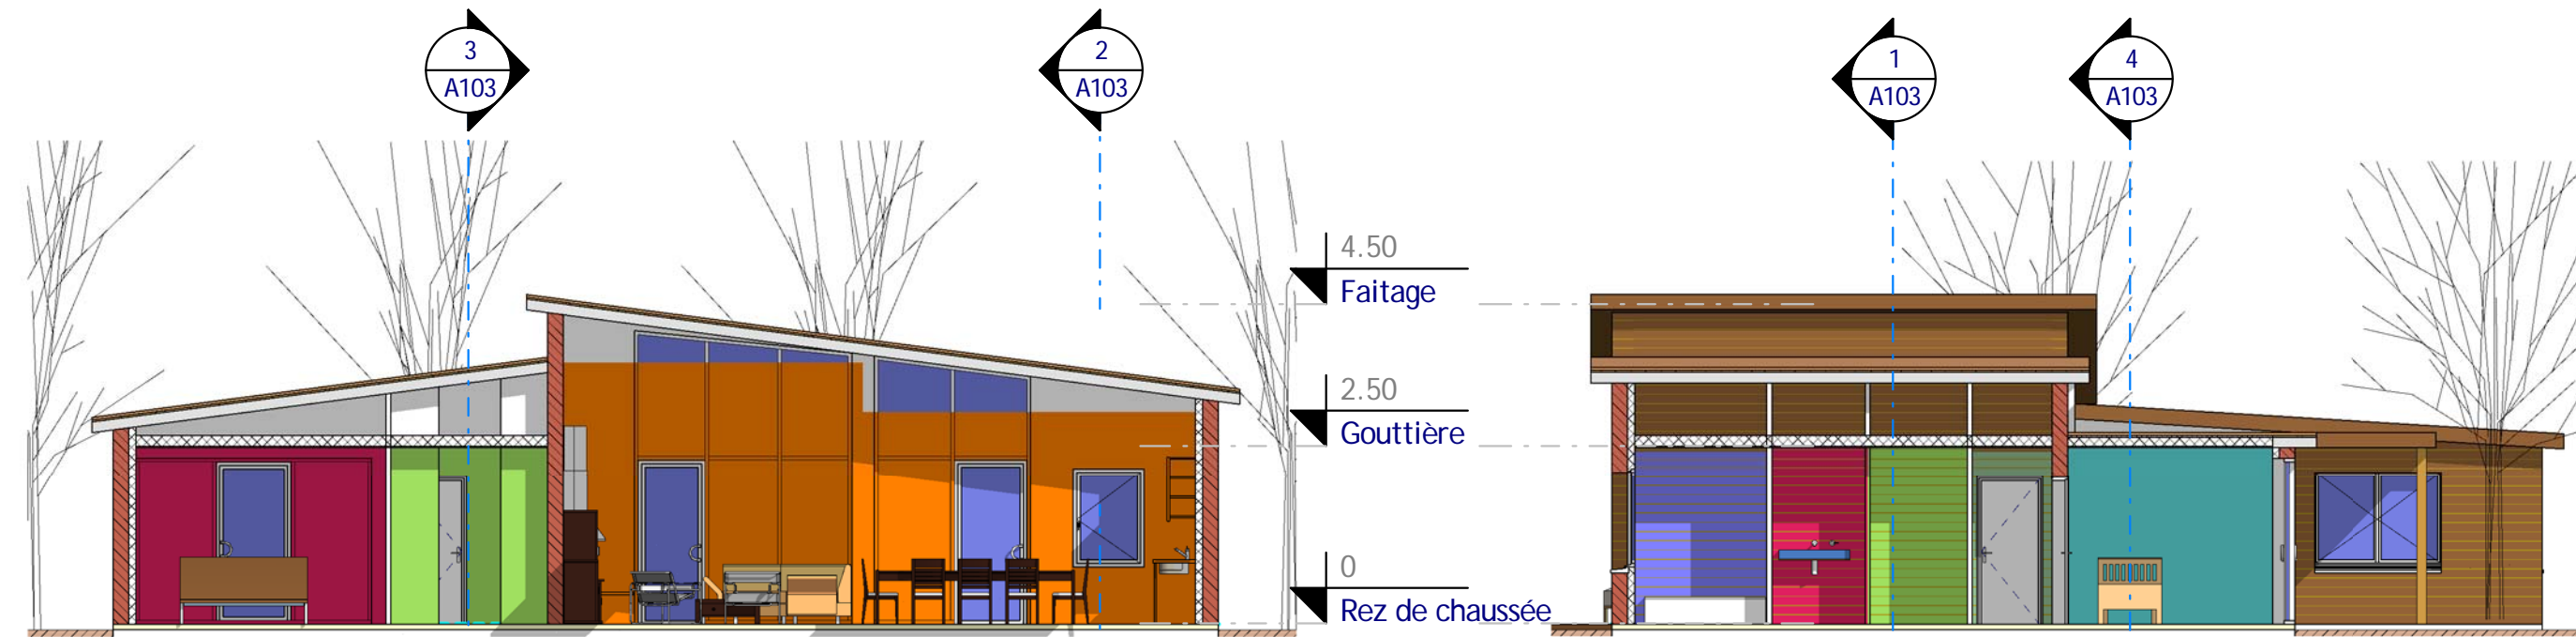 3
A103
2
A103
1
A103
4
A103
4.50
Faitage
2.50
Gouttière
0
Rez de chaussée